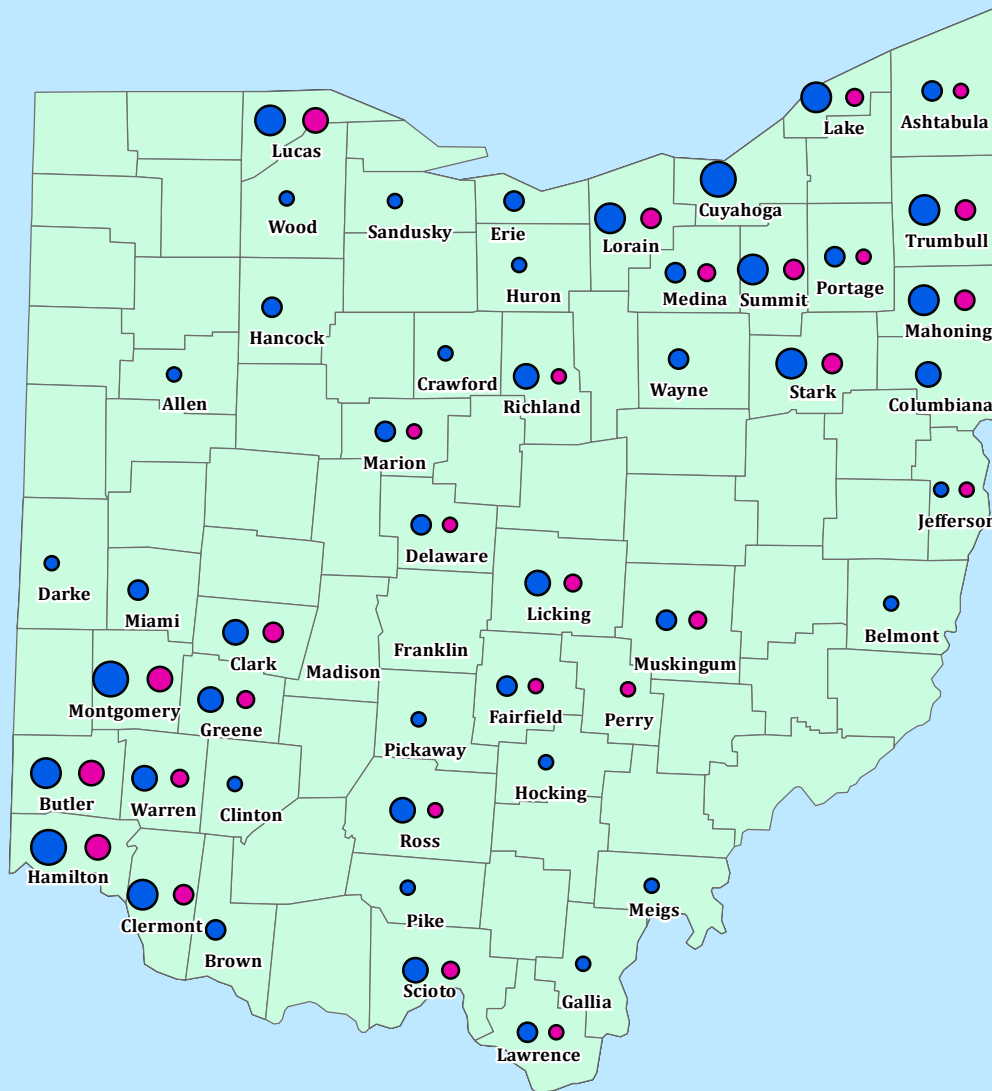 Lake
Ashtabula
Lucas
Cuyahoga
Wood
Sandusky
Erie
Lorain
Trumbull
Medina
Summit
Portage
Huron
Mahoning
Hancock
Crawford
Richland
Wayne
Stark
Allen
Columbiana
Marion
Jefferson
Delaware
Darke
Miami
Licking
Belmont
Clark
Franklin
Madison
Muskingum
Montgomery
Greene
Fairfield
Perry
Pickaway
Butler
Warren
Clinton
Hocking
Ross
Hamilton
Clermont
Pike
Meigs
Brown
Scioto
Gallia
Lawrence